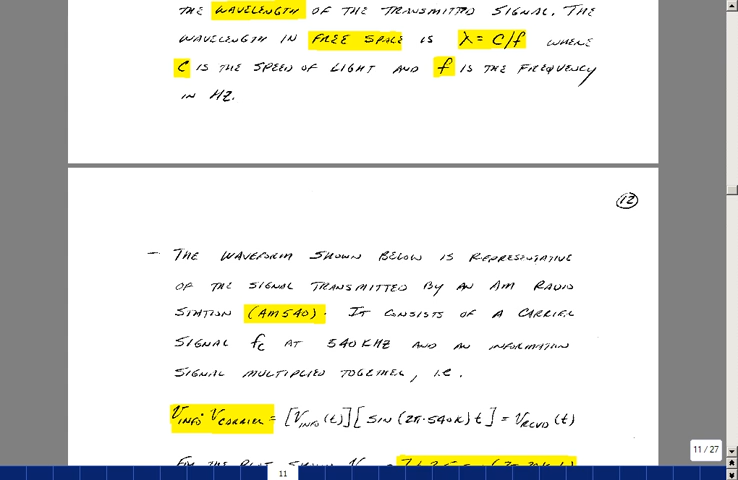 THE WAVELENGTH OF THE TRANSMITTED SIGNAL. THE
WAVELENGTH IN FREE SPACE IS λ = C/f WHERE
C IS THE SPEED OF LIGHT AND f IS THE FREQUENCY
IN HZ.
12
— THE WAVEFORM SHOWN BELOW IS REPRESENTATIVE
OF THE SIGNAL TRANSMITTED BY AN AM RADIO
STATION (AM540). IT CONSISTS OF A CARRIER
SIGNAL fc AT 540 KHZ AND AN INFORMATION
SIGNAL MULTIPLIED TOGETHER, I.E.
VINFO · VCARRIER = [VINFO (t)] [SIN (2π·540K) t] = VRCVD (t)
11 / 27
11